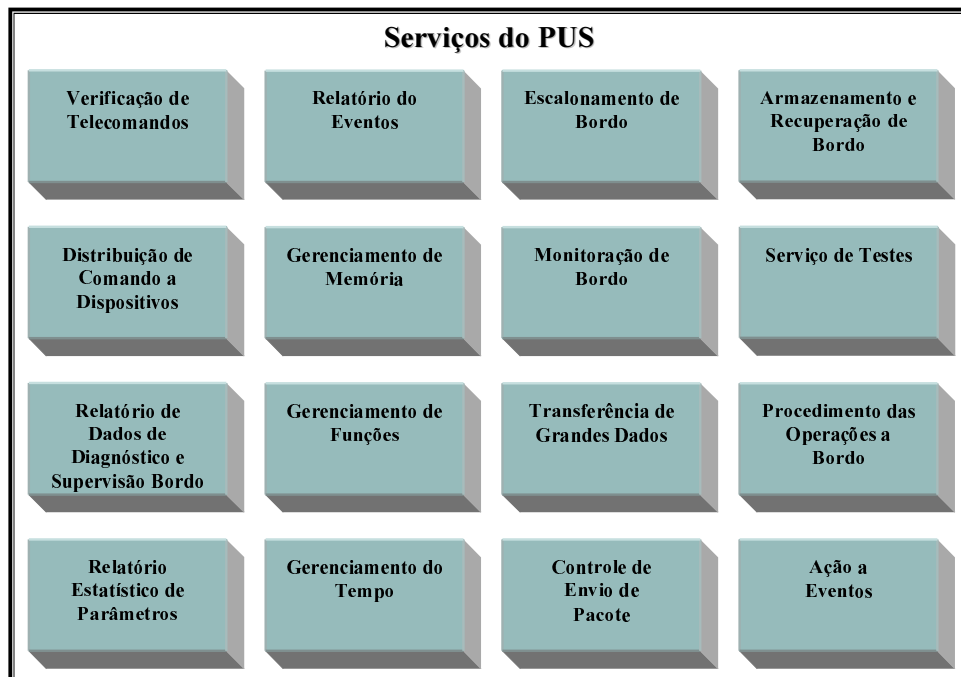 Serviços do PUS
Verificação de
Telecomandos
Relatório do
Eventos
Escalonamento de
Bordo
Armazenamento e
Recuperação de
Bordo
Distribuição de
Comando a
Dispositivos
Gerenciamento de
Memória
Monitoração de
Bordo
Serviço de Testes
Relatório de
Dados de
Diagnóstico e
Supervisão Bordo
Gerenciamento de
Funções
Transferência de
Grandes Dados
Procedimento das
Operações a
Bordo
Relatório
Estatístico de
Parâmetros
Gerenciamento do
Tempo
Controle de
Envio de
Pacote
Ação a
Eventos